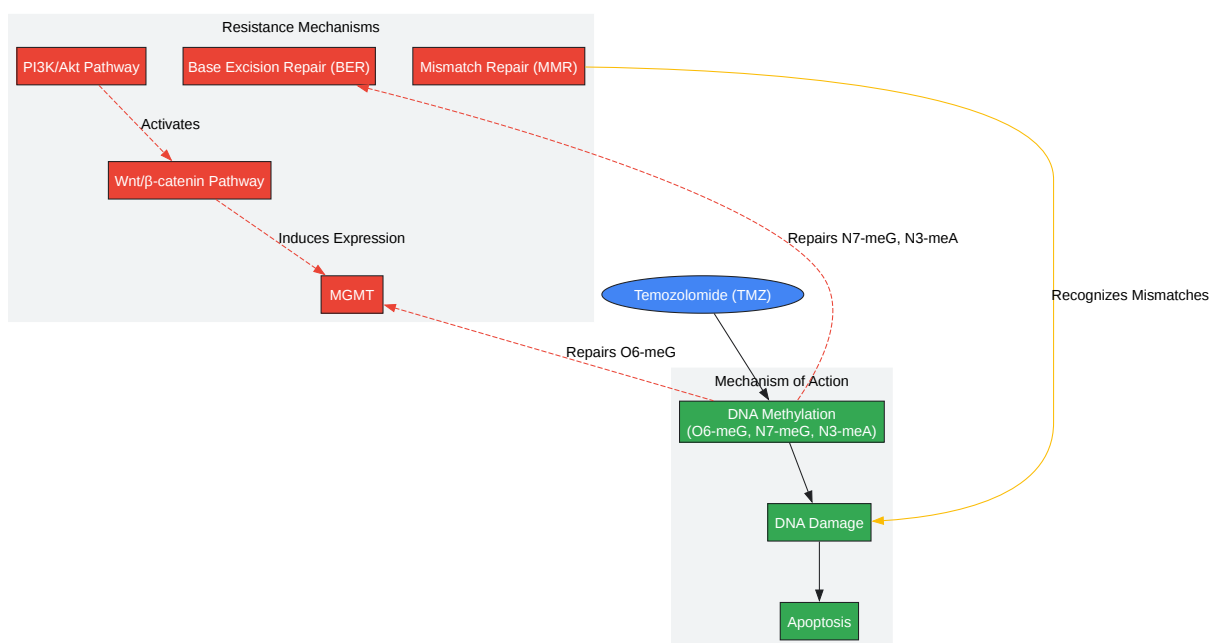 Resistance Mechanisms
PI3K/Akt Pathway
Base Excision Repair (BER)
Mismatch Repair (MMR)
Activates
Wnt/β-catenin Pathway
Induces Expression
Repairs N7-meG, N3-meA
MGMT
Temozolomide (TMZ)
Recognizes Mismatches
Repairs O6-meG
Mechanism of Action
DNA Methylation
(O6-meG, N7-meG, N3-meA)
DNA Damage
Apoptosis